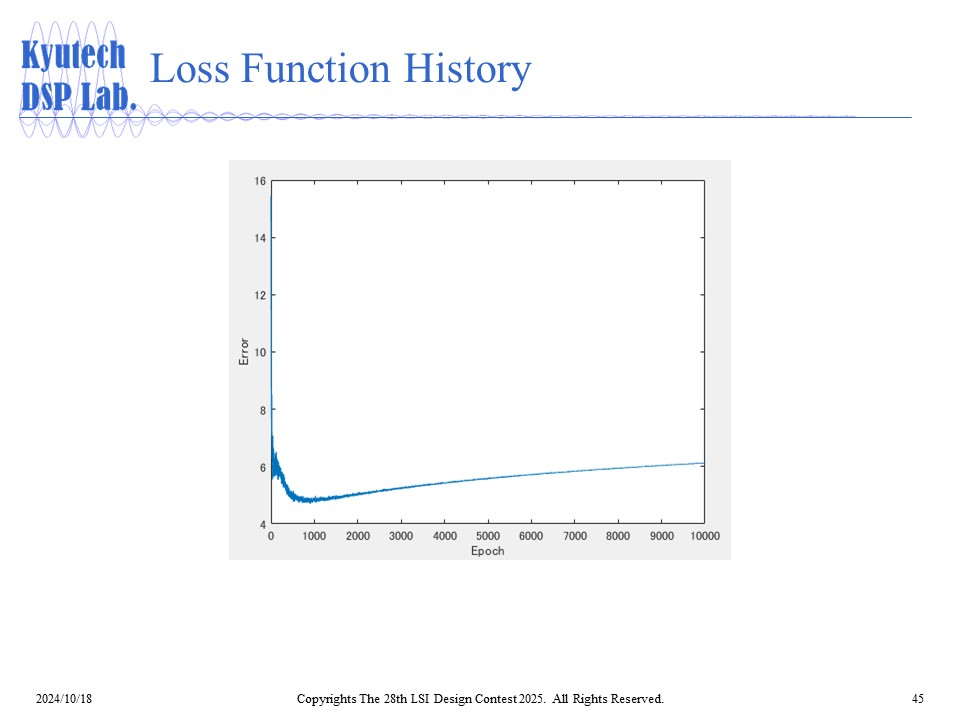 Kyutech
DSP Lab.
Loss Function History
16
14
12
10
8
6
4
Error
0 1000 2000 3000 4000 5000 6000 7000 8000 9000 10000
Epoch
2024/10/18 Copyrights The 28th LSI Design Contest 2025. All Rights Reserved. 45